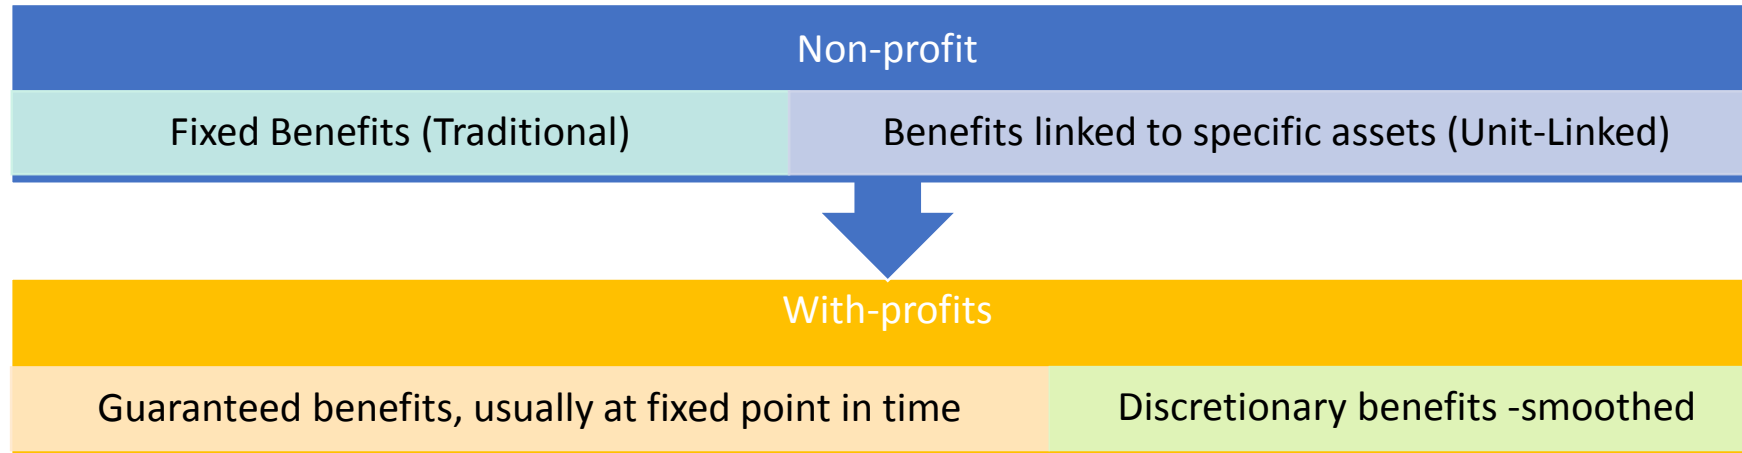 Non-profit
Fixed Benefits (Traditional)
Benefits linked to specific assets (Unit-Linked)
With-profits
Guaranteed benefits, usually at fixed point in time
Discretionary benefits -smoothed